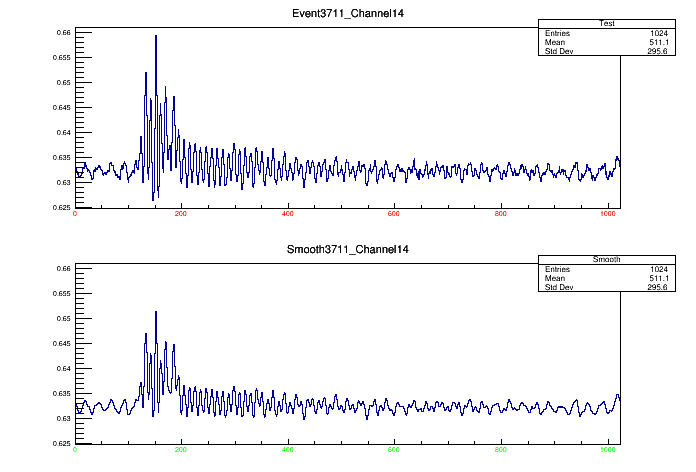 Event3711_Channel14
Test
Entries 1024
Mean 511.1
Std Dev 295.6
0.66
0.655
0.65
0.645
0.64
0.635
0.63
0.625
0 200 400 600 800 1000
Smooth3711_Channel14
Smooth
Entries 1024
Mean 511.1
Std Dev 295.6
0.66
0.655
0.65
0.645
0.64
0.635
0.63
0.625
0 200 400 600 800 1000